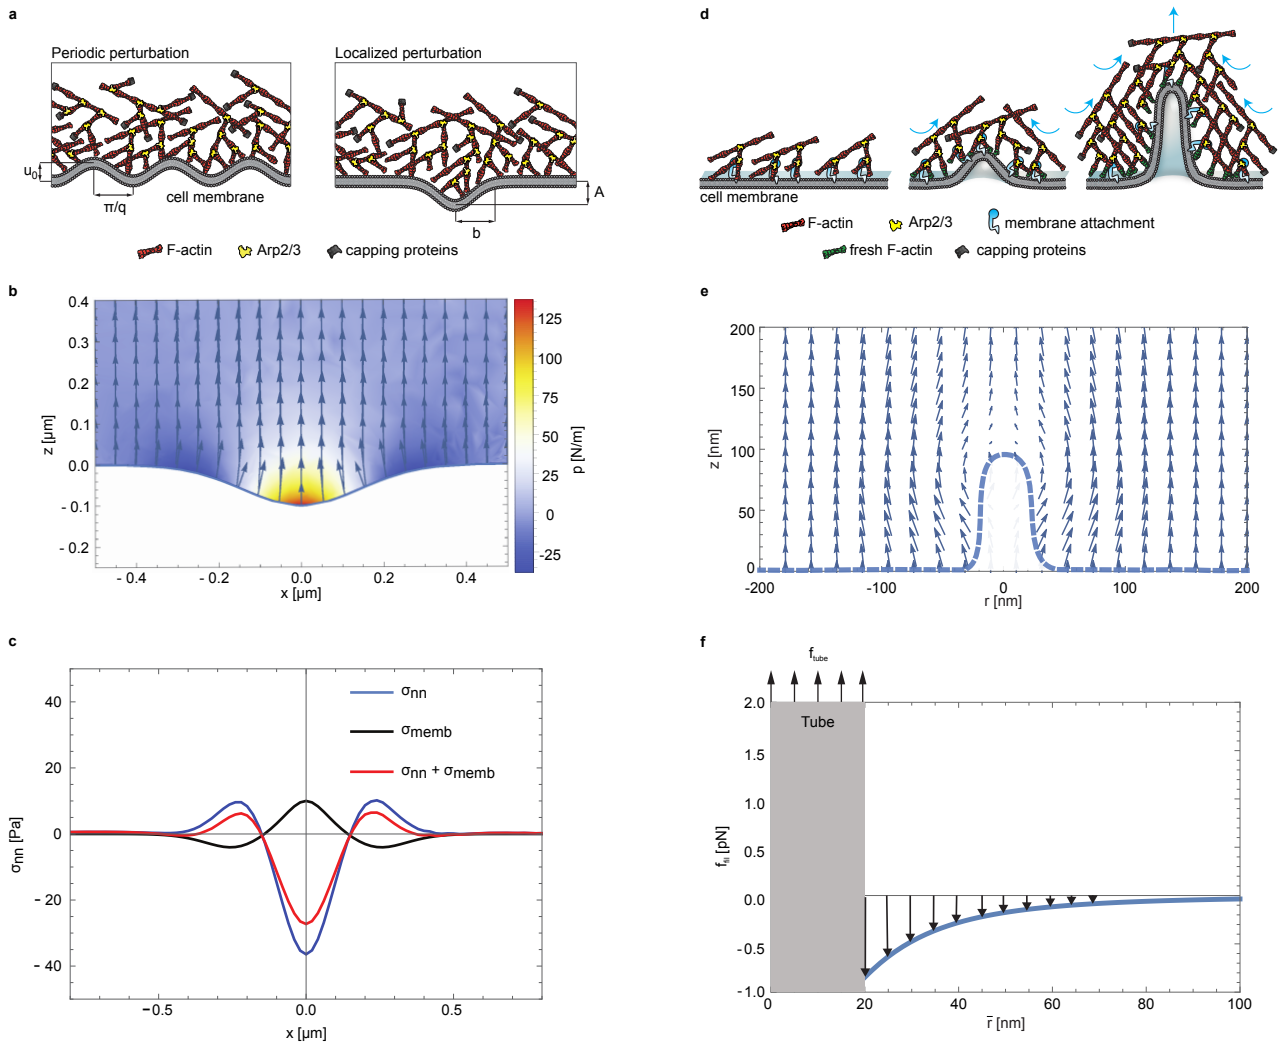 a
Periodic perturbation
Localized perturbation
u0
π/q
cell membrane
A
b
F-actin
Arp2/3
capping proteins
b
0.4
0.3
0.2
0.1
0.0
- 0.1
- 0.2
z [µm]
- 0.4
- 0.2
0.0
0.2
0.4
x [µm]
125
100
75
50
25
0
-25
p [N/m]
c
σnn
σmemb
σnn + σmemb
40
20
0
- 20
- 40
σnn [Pa]
-0.5
0.0
0.5
x [µm]
d
cell membrane
F-actin
Arp2/3
membrane attachment
fresh F-actin
capping proteins
e
200
150
100
50
0
z [nm]
-200
-100
0
100
200
r [nm]
f
ftube
Tube
2.0
1.5
1.0
0.5
0.0
-0.5
-1.0
ffil [pN]
0
20
40
60
80
100
r̄ [nm]